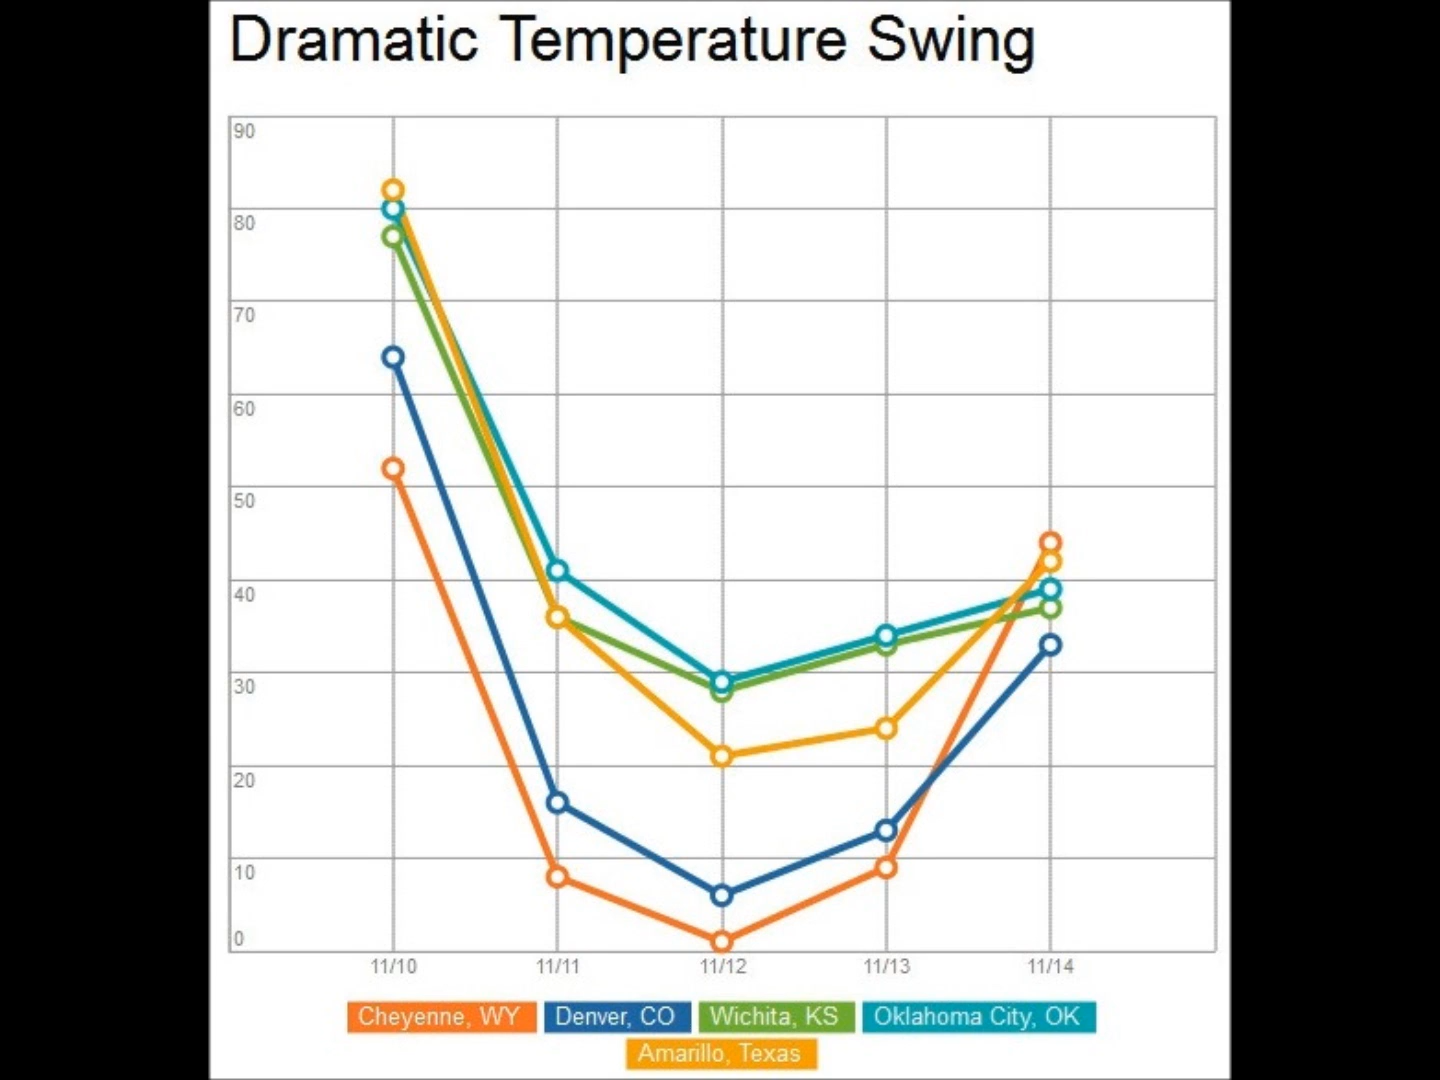 Dramatic Temperature Swing
90
80
70
60
50
40
30
20
10
0
11/10 11/11 11/12 11/13 11/14
Cheyenne, WY Denver, CO Wichita, KS Oklahoma City, OK
Amarillo, Texas